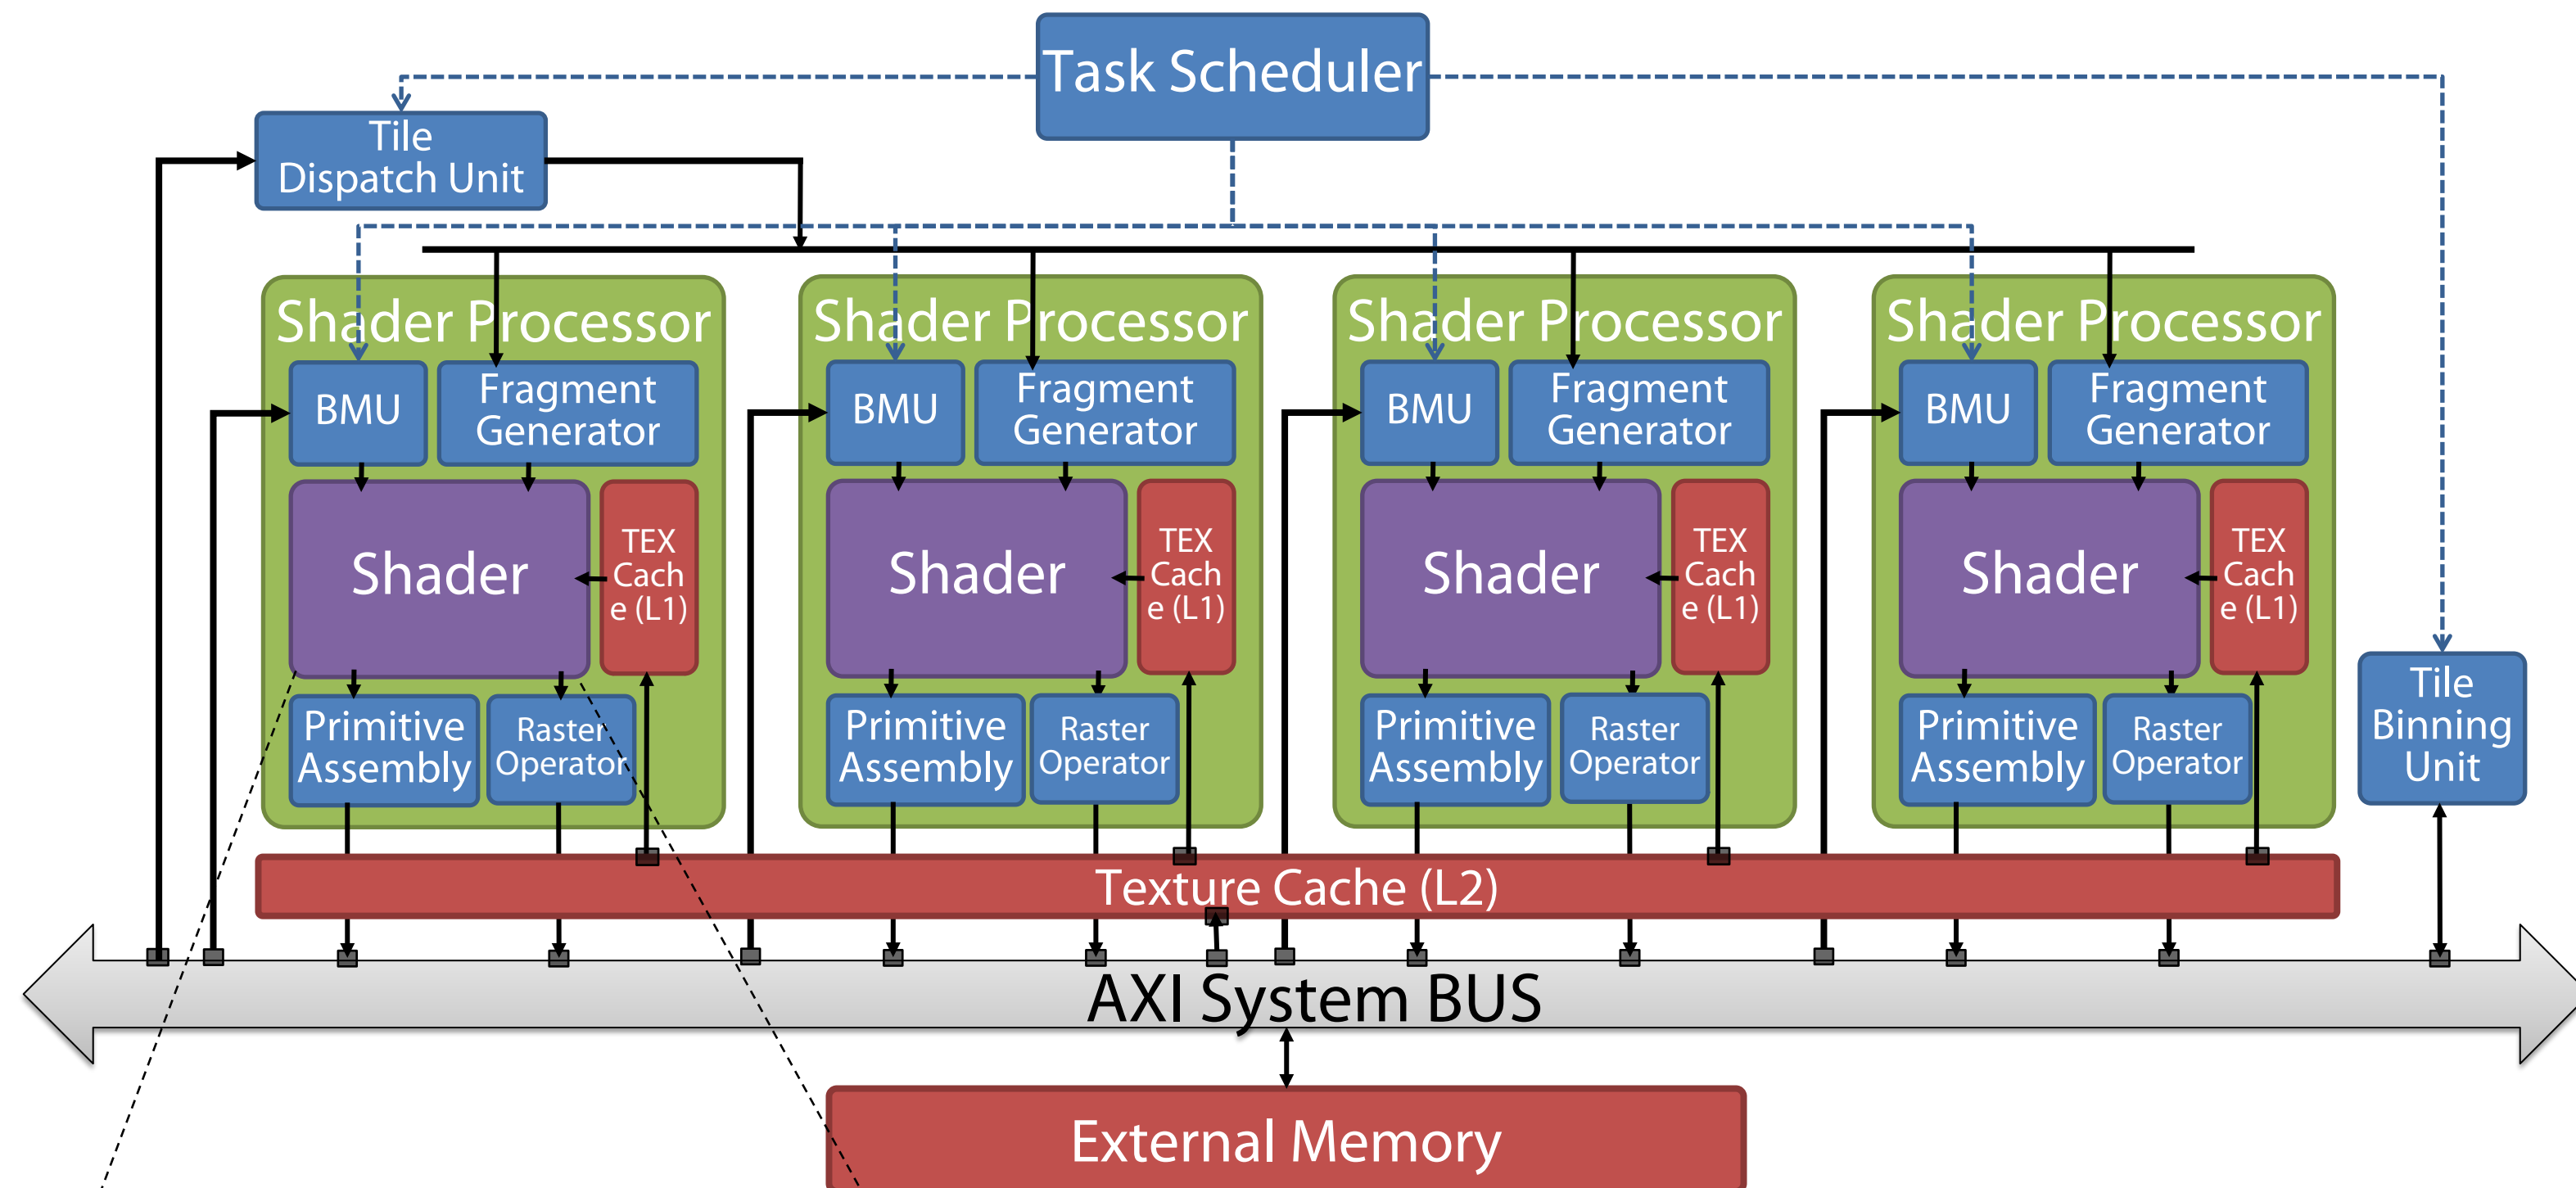 Task Scheduler
Tile
Dispatch Unit
Shader Processor
Shader Processor
Shader Processor
Shader Processor
BMU
Fragment
Generator
BMU
Fragment
Generator
BMU
Fragment
Generator
BMU
Fragment
Generator
Shader
TEX
Cach
e (L1)
Shader
TEX
Cach
e (L1)
Shader
TEX
Cach
e (L1)
Shader
TEX
Cach
e (L1)
Primitive
Assembly
Raster
Operator
Primitive
Assembly
Raster
Operator
Primitive
Assembly
Raster
Operator
Primitive
Assembly
Raster
Operator
Tile
Binning
Unit
Texture Cache (L2)
AXI System BUS
External Memory